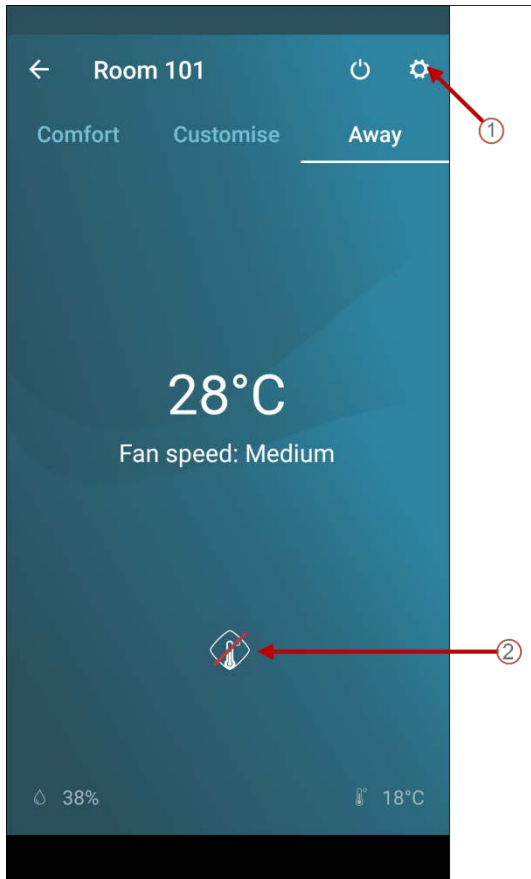 Room 101
1
Comfort Customise Away
28°C
Fan speed: Medium
2
38% 18°C